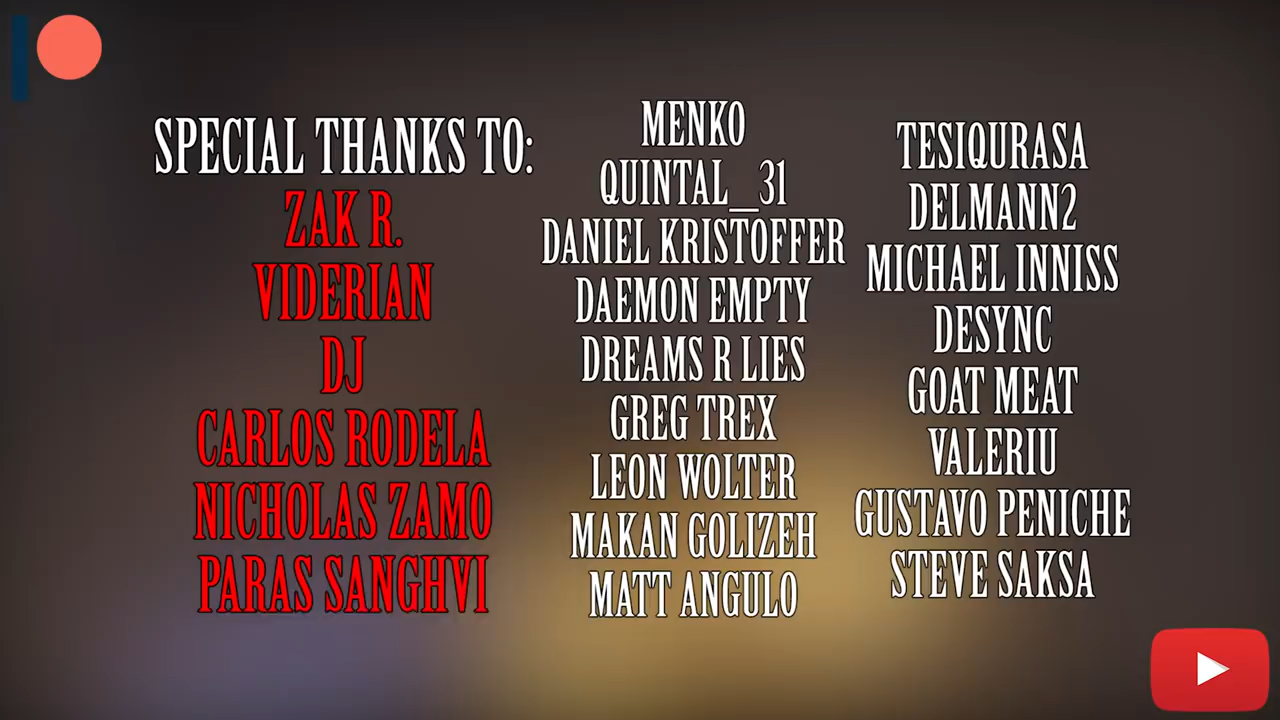 SPECIAL THANKS TO:
ZAK R.
VIDERIAN
DJ
CARLOS RODELA
NICHOLAS ZAMO
PARAS SANGHVI
MENKO
QUINTAL_31
DANIEL KRISTOFFER
DAEMON EMPTY
DREAMS R LIES
GREG TREX
LEON WOLTER
MAKAN GOLIZEH
MATT ANGULO
TESIQURASA
DELMANN2
MICHAEL INNISS
DESYNC
GOAT MEAT
VALERIU
GUSTAVO PENICHE
STEVE SAKSA